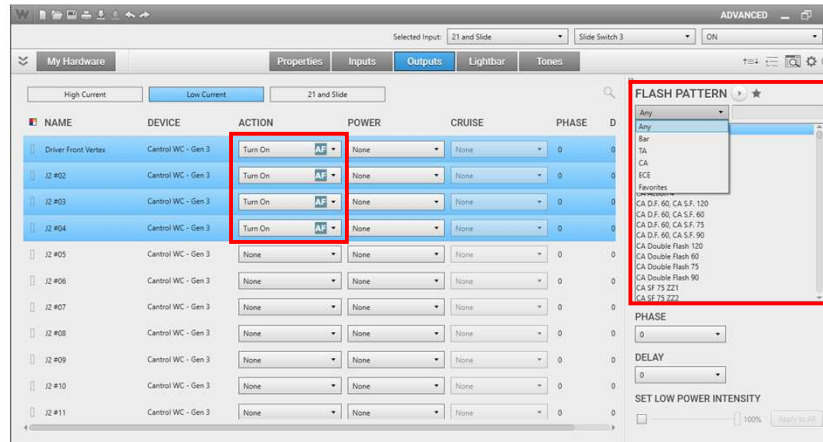 W ADVANCED
Selected Input: 21 and Slide Slide Switch 3 ON
My Hardware Properties Inputs Outputs Lightbar Tones
High Current Low Current 21 and Slide
NAME DEVICE ACTION POWER CRUISE PHASE D
Driver Front Vertex Cantrol WC - Gen 3 Turn On AF None None 0 0
J2 #02 Cantrol WC - Gen 3 Turn On AF None None 0 0
J2 #03 Cantrol WC - Gen 3 Turn On AF None None 0 0
J2 #04 Cantrol WC - Gen 3 Turn On AF None None 0 0
J2 #05 Cantrol WC - Gen 3 None None None 0 0
J2 #06 Cantrol WC - Gen 3 None None None 0 0
J2 #07 Cantrol WC - Gen 3 None None None 0 0
J2 #08 Cantrol WC - Gen 3 None None None 0 0
J2 #09 Cantrol WC - Gen 3 None None None 0 0
J2 #10 Cantrol WC - Gen 3 None None None 0 0
J2 #11 Cantrol WC - Gen 3 None None None 0 0
FLASH PATTERN
Any
Any
Bar
TA
CA
ECE
Favorites
CA D.F. 60, CA S.F. 120
CA D.F. 60, CA S.F. 60
CA D.F. 60, CA S.F. 75
CA D.F. 60, CA S.F. 90
CA Double Flash 120
CA Double Flash 60
CA Double Flash 75
CA Double Flash 90
CA SF 75 ZZ1
CA SF 75 ZZ2
PHASE
0
DELAY
0
SET LOW POWER INTENSITY
100% Apply to All